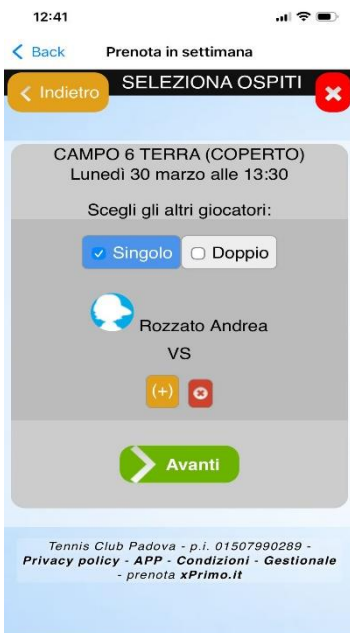 12:41
Back Prenota in settimana
Indietro SELEZIONA OSPITI
CAMPO 6 TERRA (COPERTO)
Lunedì 30 marzo alle 13:30
Scegli gli altri giocatori:
Singolo Doppio
Rozzato Andrea
VS
(+)
Avanti
Tennis Club Padova - p.i. 01507990289 -
Privacy policy - APP - Condizioni - Gestionale
- prenota xPrimo.it